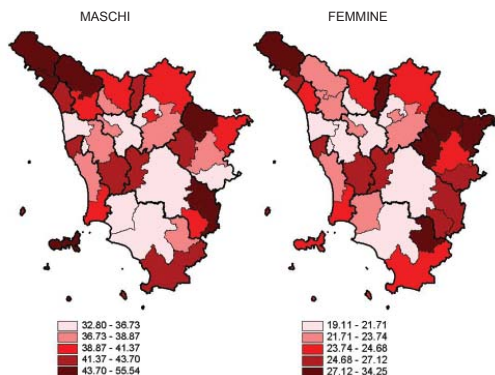 MASCHI
FEMMINE
32.80 - 36.73
36.73 - 38.87
38.87 - 41.37
41.37 - 43.70
43.70 - 55.54
19.11 - 21.71
21.71 - 23.74
23.74 - 24.68
24.68 - 27.12
27.12 - 34.25